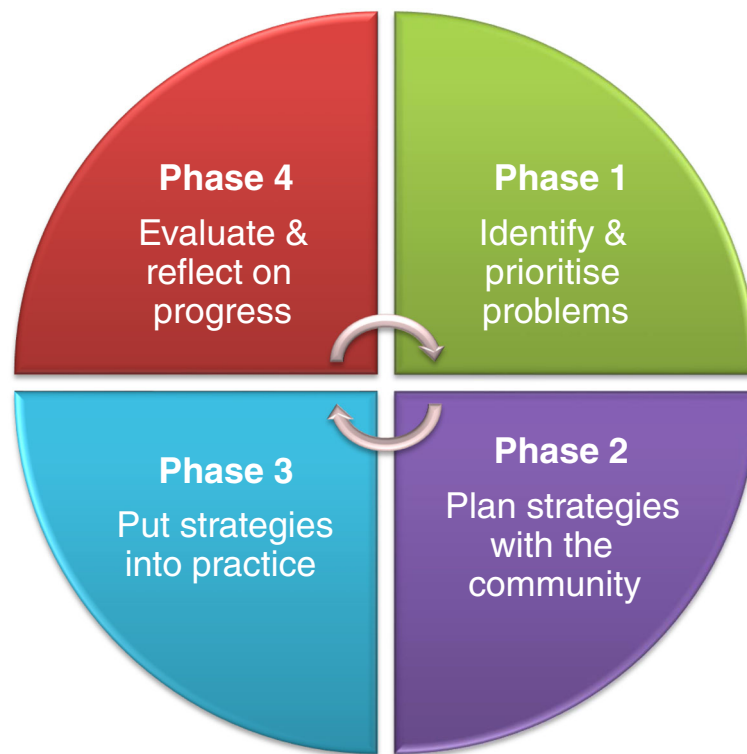 Phase 4
Evaluate &
reflect on
progress
Phase 1
Identify &
prioritise
problems
Phase 3
Put strategies
into practice
Phase 2
Plan strategies
with the
community